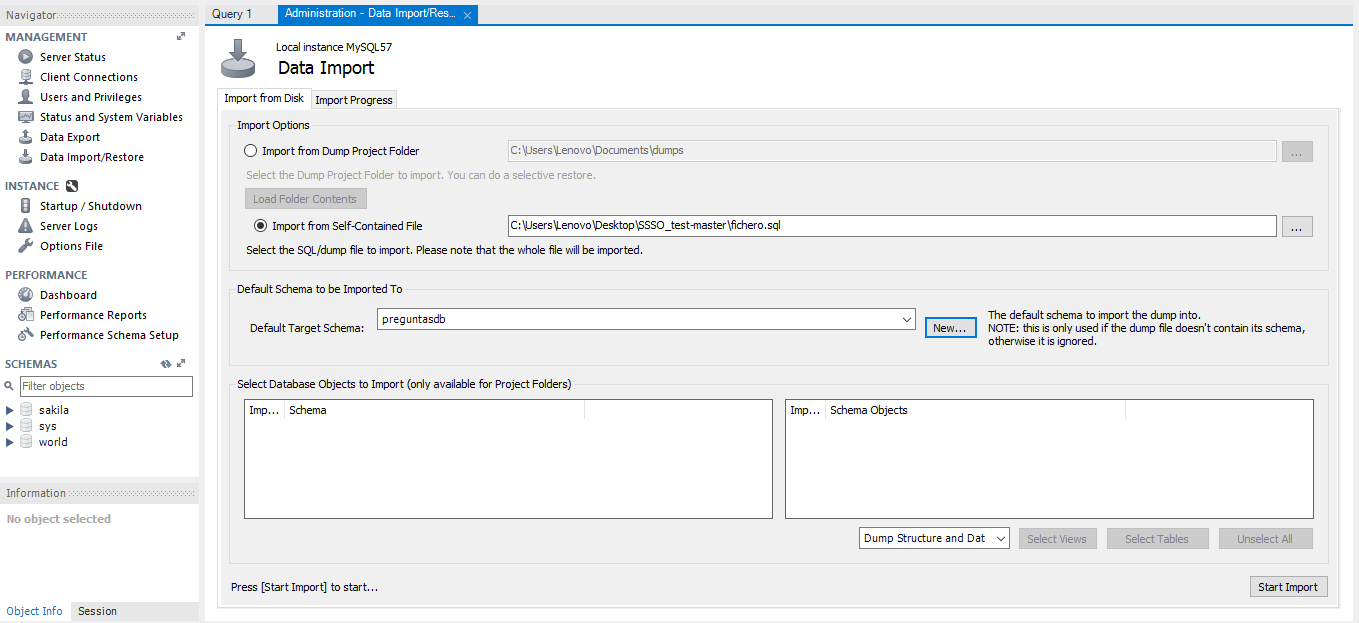 Navigator
MANAGEMENT
Server Status
Client Connections
Users and Privileges
Status and System Variables
Data Export
Data Import/Restore
INSTANCE
Startup / Shutdown
Server Logs
Options File
PERFORMANCE
Dashboard
Performance Reports
Performance Schema Setup
SCHEMAS
Filter objects
sakila
sys
world
Information
No object selected
Object Info Session
Query 1 Administration - Data Import/Res...
Local instance MySQL57
Data Import
Import from Disk Import Progress
Import Options
Import from Dump Project Folder C:\Users\Lenovo\Documents\dumps ...
Select the Dump Project Folder to import. You can do a selective restore.
Load Folder Contents
Import from Self-Contained File C:\Users\Lenovo\Desktop\SSSO_test-master\fichero.sql ...
Select the SQL/dump file to import. Please note that the whole file will be imported.
Default Schema to be Imported To
Default Target Schema: preguntasdb New...
The default schema to import the dump into.
NOTE: this is only used if the dump file doesn't contain its schema,
otherwise it is ignored.
Select Database Objects to Import (only available for Project Folders)
Imp... Schema Imp... Schema Objects
Dump Structure and Dat Select Views Select Tables Unselect All
Press [Start Import] to start... Start Import